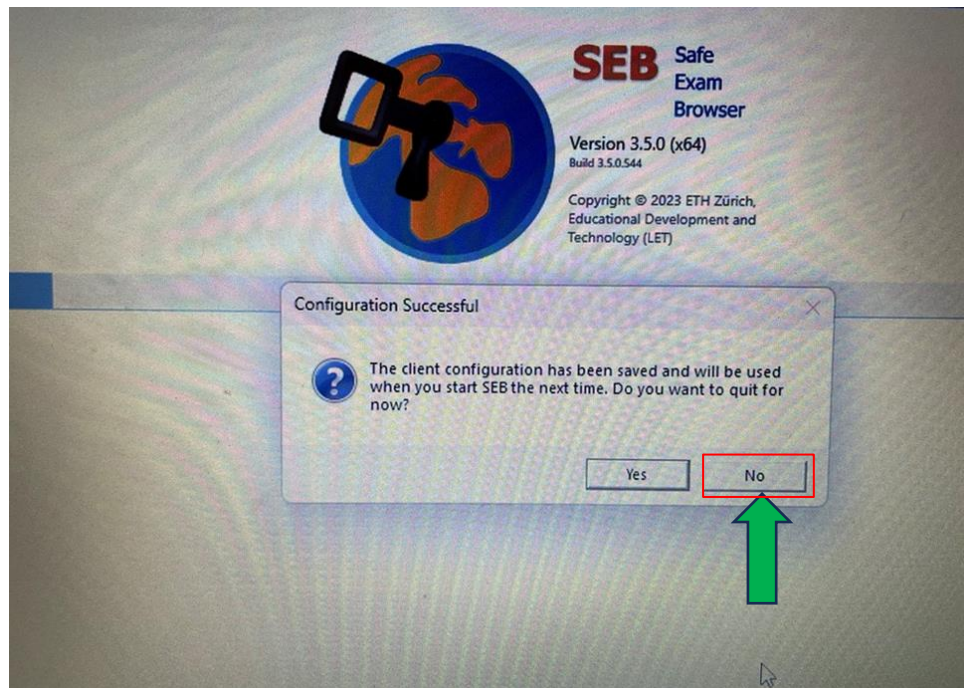 SEB Safe
Exam
Browser
Version 3.5.0 (x64)
Build 3.5.0.544
Copyright © 2023 ETH Zürich,
Educational Development and
Technology (LET)
Configuration Successful
The client configuration has been saved and will be used
when you start SEB the next time. Do you want to quit for
now?
Yes
No